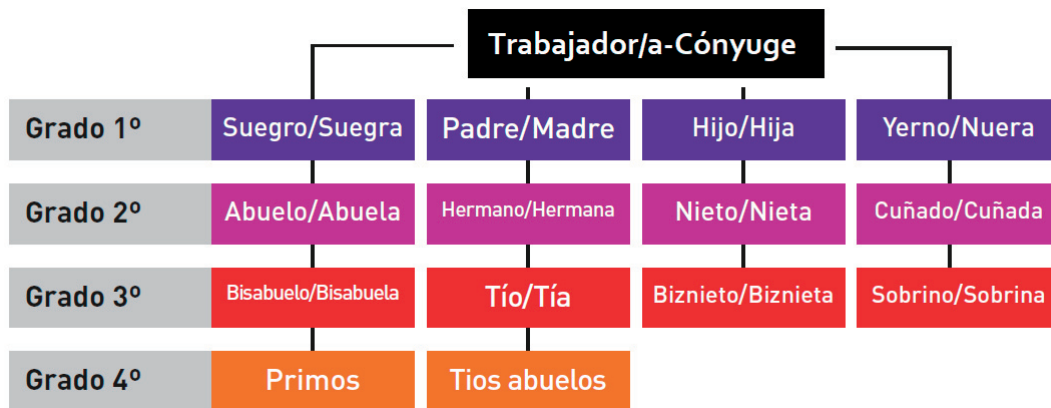 Trabajador/a-Cónyuge
Grado 1º Suegro/Suegra Padre/Madre Hijo/Hija Yerno/Nuera
Grado 2º Abuelo/Abuela Hermano/Hermana Nieto/Nieta Cuñado/Cuñada
Grado 3º Bisabuelo/Bisabuela Tío/Tía Biznieto/Biznieta Sobrino/Sobrina
Grado 4º Primos Tios abuelos